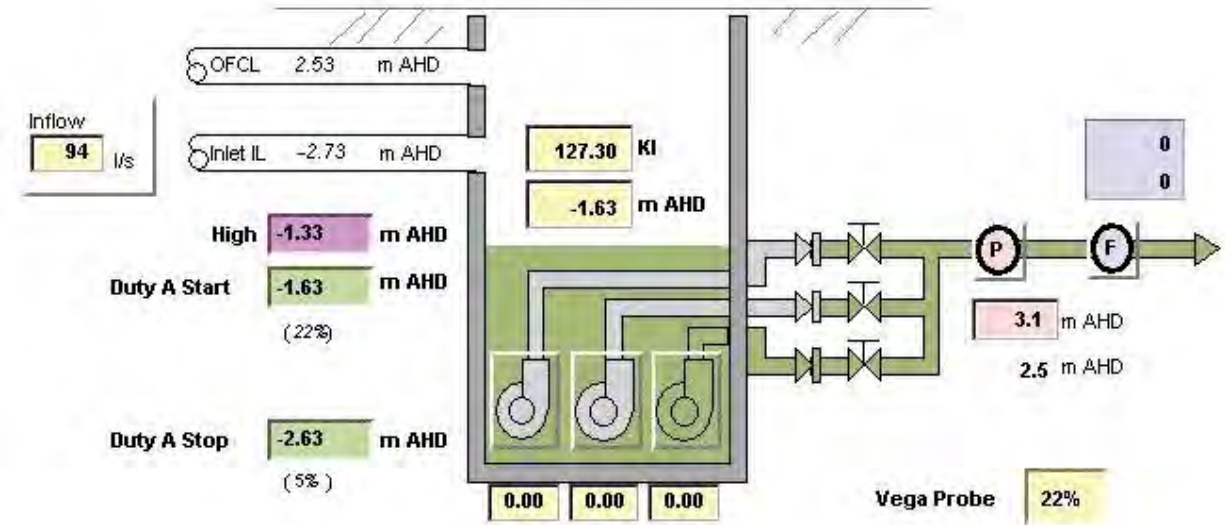 OFCL 2.53 m AHD
Inflow
94 l/s
Inlet IL -2.73 m AHD
127.30 Kl
-1.63 m AHD
0
0
High -1.33 m AHD
Duty A Start -1.63 m AHD
(22%)
P
F
3.1 m AHD
2.5 m AHD
Duty A Stop -2.63 m AHD
(5%)
0.00 0.00 0.00
Vega Probe 22%